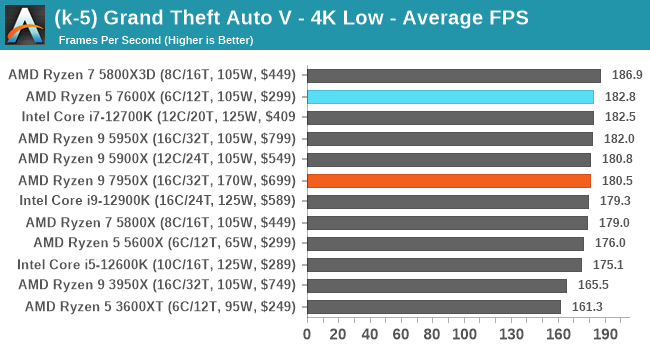 (k-5) Grand Theft Auto V - 4K Low - Average FPS
Frames Per Second (Higher is Better)
AMD Ryzen 7 5800X3D (8C/16T, 105W, $449) 186.9
AMD Ryzen 5 7600X (6C/12T, 105W, $299) 182.8
Intel Core i7-12700K (12C/20T, 125W, $409 182.5
AMD Ryzen 9 5950X (16C/32T, 105W, $799) 182.0
AMD Ryzen 9 5900X (12C/24T, 105W, $549) 180.8
AMD Ryzen 9 7950X (16C/32T, 170W, $699) 180.5
Intel Core i9-12900K (16C/24T, 125W, $589) 179.3
AMD Ryzen 7 5800X (8C/16T, 105W, $449) 179.0
AMD Ryzen 5 5600X (6C/12T, 65W, $299) 176.0
Intel Core i5-12600K (10C/16T, 125W, $289) 175.1
AMD Ryzen 9 3950X (16C/32T, 105W, $749) 165.5
AMD Ryzen 5 3600XT (6C/12T, 95W, $249) 161.3
0 20 40 60 80 100 130 160 190